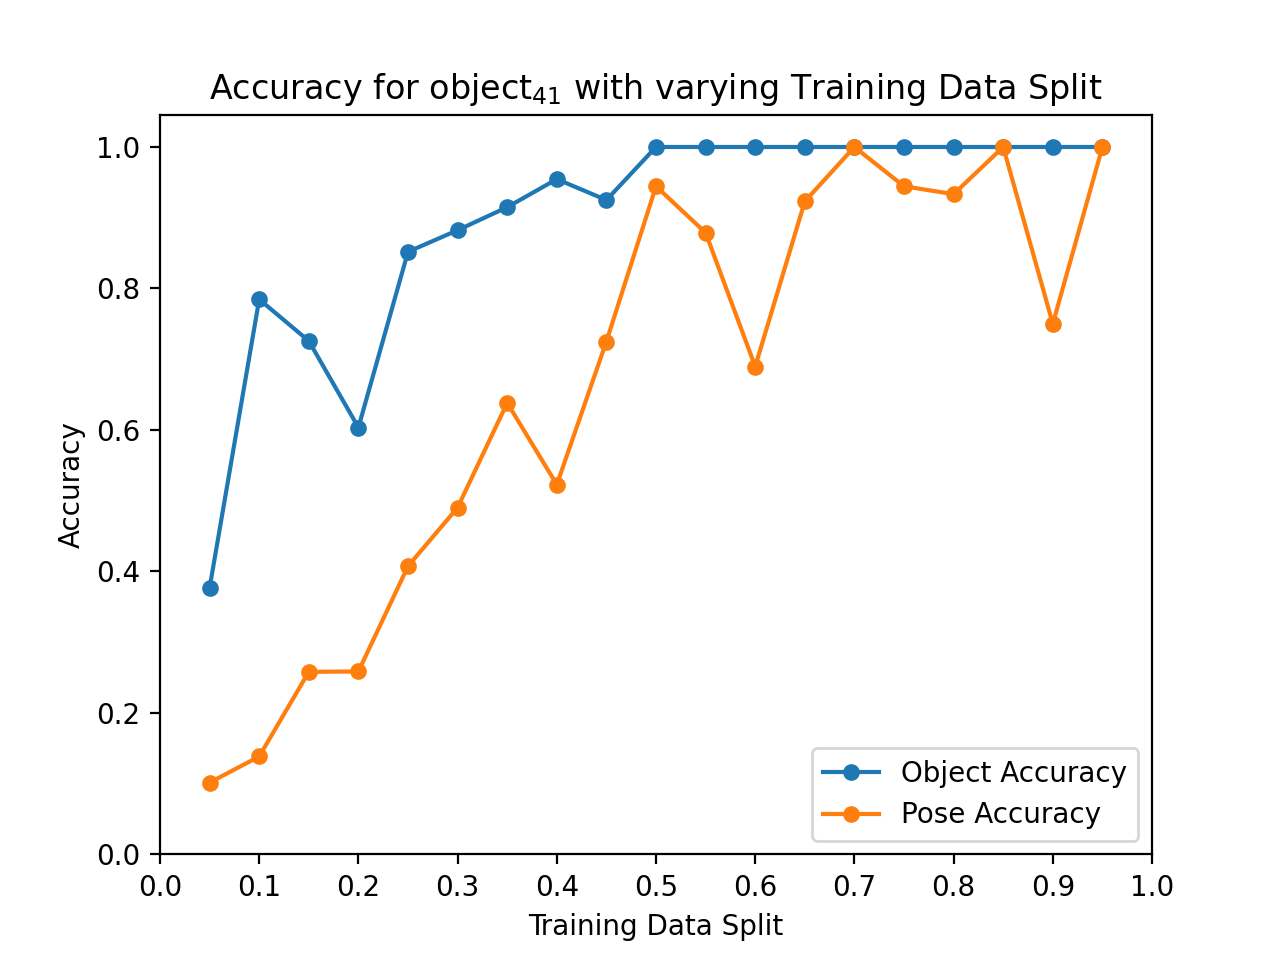 Accuracy for object₄₁ with varying Training Data Split
1.0
0.8
0.6
0.4
0.2
0.0
Accuracy
0.0 0.1 0.2 0.3 0.4 0.5 0.6 0.7 0.8 0.9 1.0
Training Data Split
Object Accuracy
Pose Accuracy